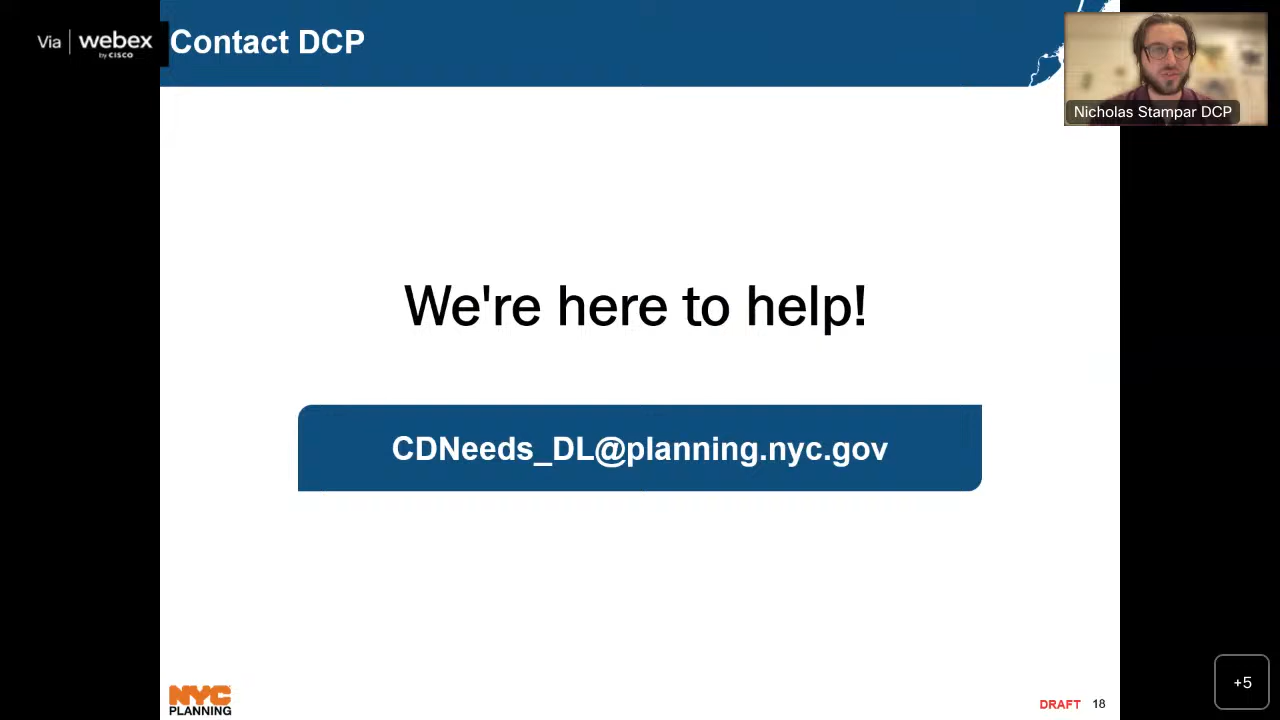 Via webex
by CISCO
Contact DCP
Nicholas Stampar DCP
We're here to help!
CDNeeds_DL@planning.nyc.gov
+5
NYC
PLANNING
DRAFT 18